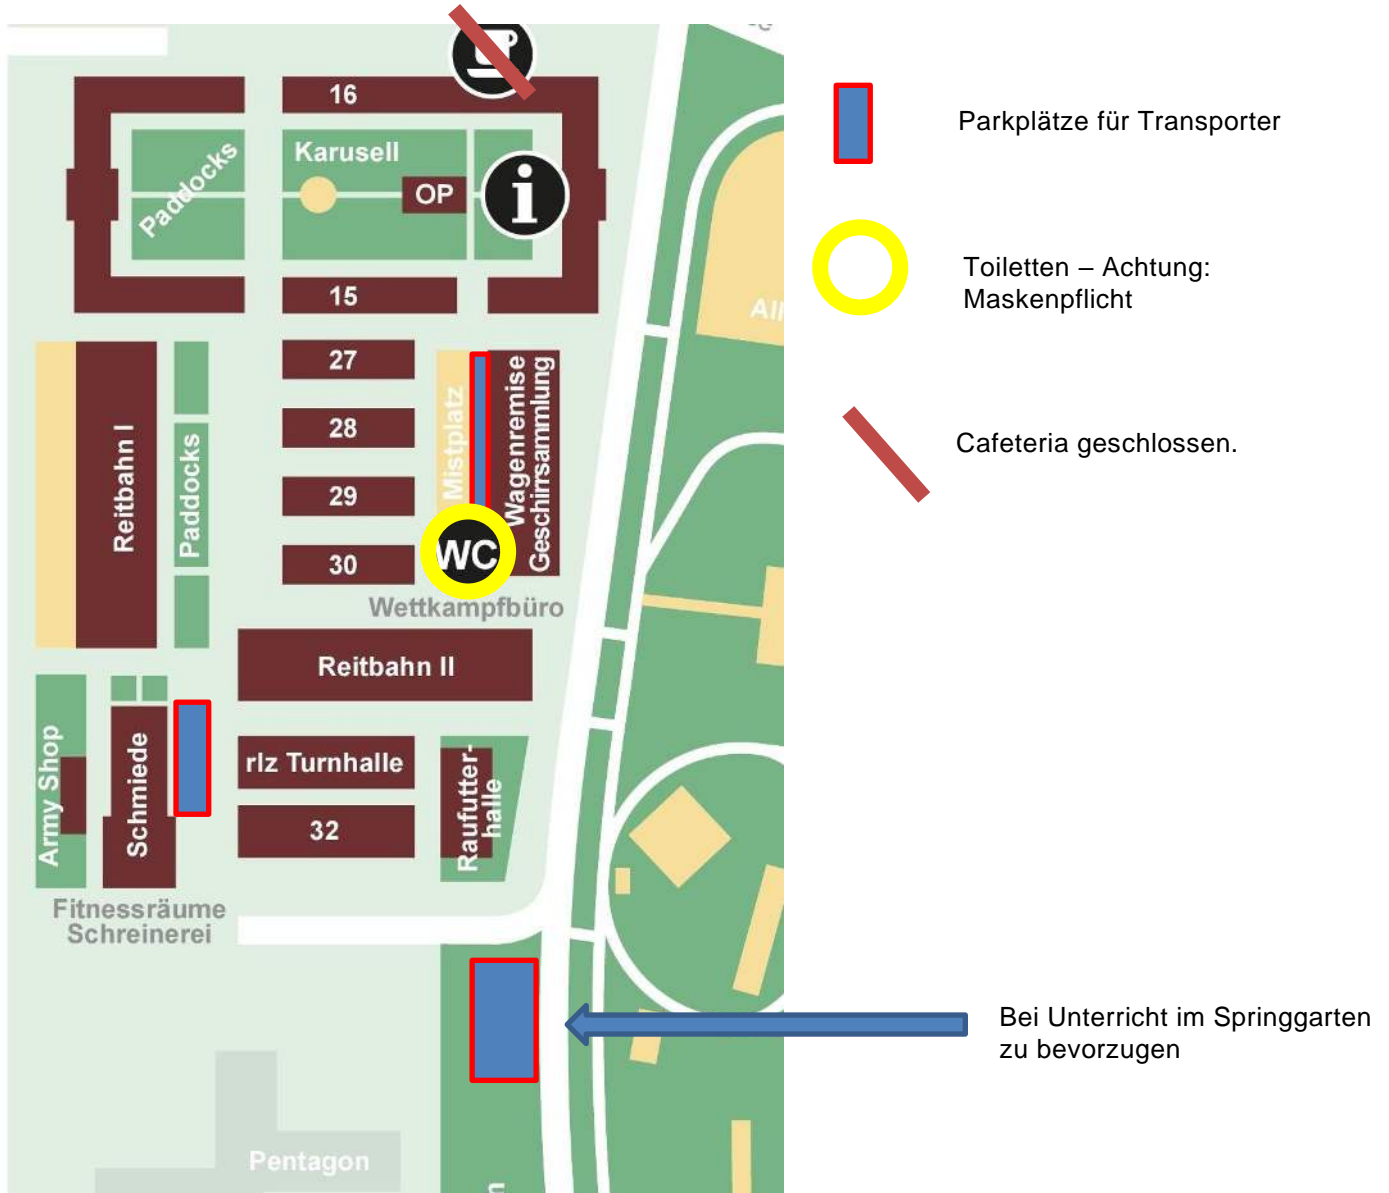 16
Karusell
Paddocks
OP
i
15
27
28
29
30
Reitbahn I
Paddocks
Mistplatz
Wagenremise
Geschirrsammlung
WC
Wettkampfbüro
Reitbahn II
Army Shop
Schmiede
rlz Turnhalle
32
Raufutter-
halle
Fitnessräume
Schreinerei
Pentagon
Parkplätze für Transporter
Toiletten – Achtung:
Maskenpflicht
Cafeteria geschlossen.
Bei Unterricht im Springgarten
zu bevorzugen